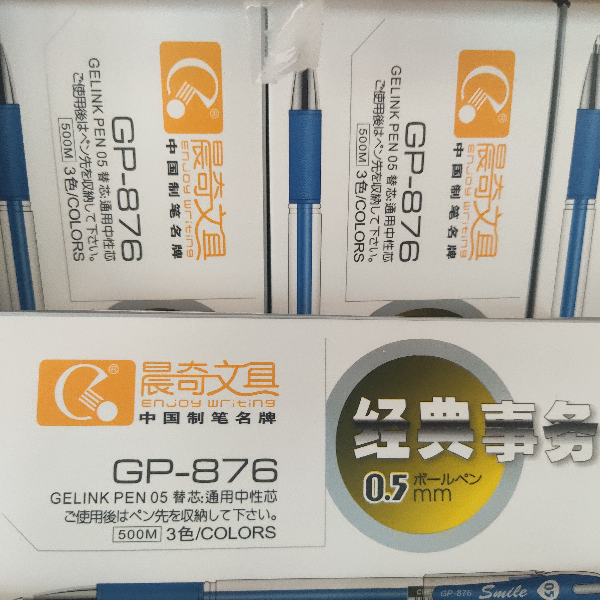 晨奇文具
Enjoy Writing
中国制笔名牌
GP-876
GELINK PEN 05 替芯:通用中性芯
ご使用後はペン先を収納して下さい。
500M 3色/COLORS
晨奇文具
Enjoy Writing
中国制笔名牌
GP-876
GELINK PEN 05 替芯:通用中性芯
ご使用後はペン先を収納して下さい。
500M 3色/COLORS
晨奇文具
Enjoy Writing
中国制笔名牌
GP-876
GELINK PEN 05 替芯:通用中性芯
ご使用後はペン先を収納して下さい。
500M 3色/COLORS
经典事务
0.5 ボールペン
mm
GP-876 Smile 0.5